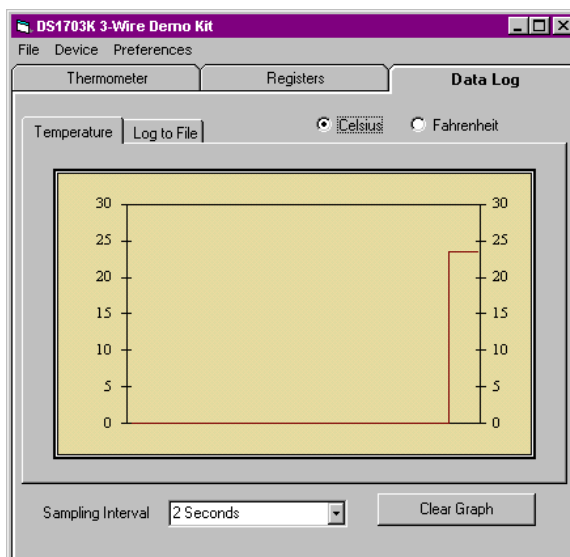 DS1703K 3-Wire Demo Kit
File Device Preferences
Thermometer Registers Data Log
Temperature Log to File Celsius Fahrenheit
30 30
25 25
20 20
15 15
10 10
5 5
0 0
Sampling Interval 2 Seconds Clear Graph